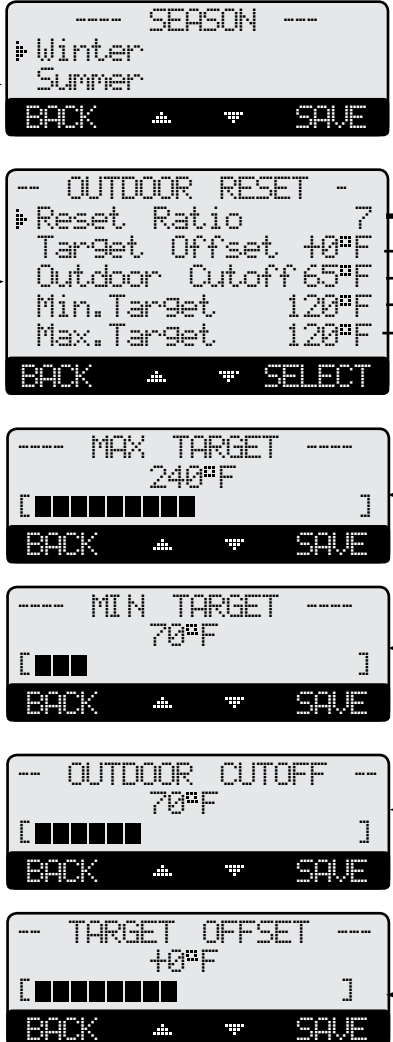 ---- SEASON ---
Winter
Summer
BACK SAVE
-- OUTDOOR RESET -
Reset Ratio 7
Target Offset +0°F
Outdoor Cutoff 65°F
Min.Target 120°F
Max.Target 120°F
BACK SELECT
---- MAX TARGET ----
240°F
[ ]
BACK SAVE
---- MIN TARGET ----
70°F
[ ]
BACK SAVE
-- OUTDOOR CUTOFF --
70°F
[ ]
BACK SAVE
-- TARGET OFFSET ---
+0°F
[ ]
BACK SAVE